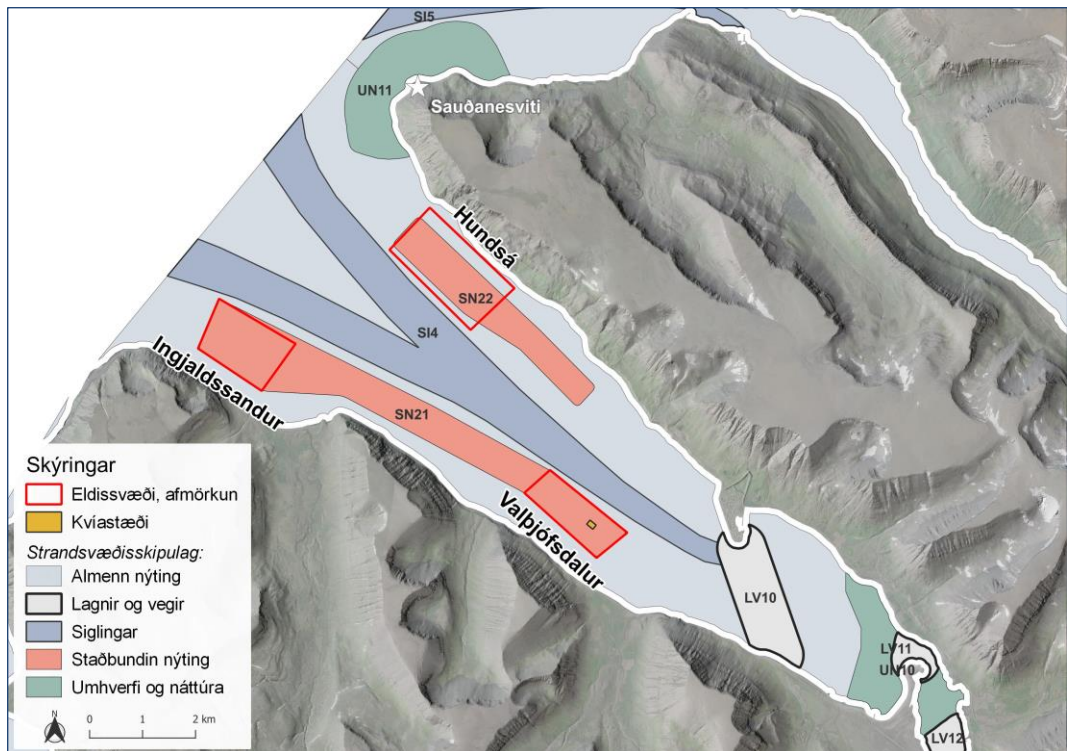 SI5
UN11
Sauðanesviti
Hundsá
SN22
SI4
Ingjaldssandur
SN21
Valþjófsdalur
LV10
LV11
UN10
LV12
Skýringar
Eldissvæði, afmörkun
Kvíastæði
Strandsvæðisskipulag:
Almenn nýting
Lagnir og vegir
Siglingar
Staðbundin nýting
Umhverfi og náttúra
N
0 1 2 km